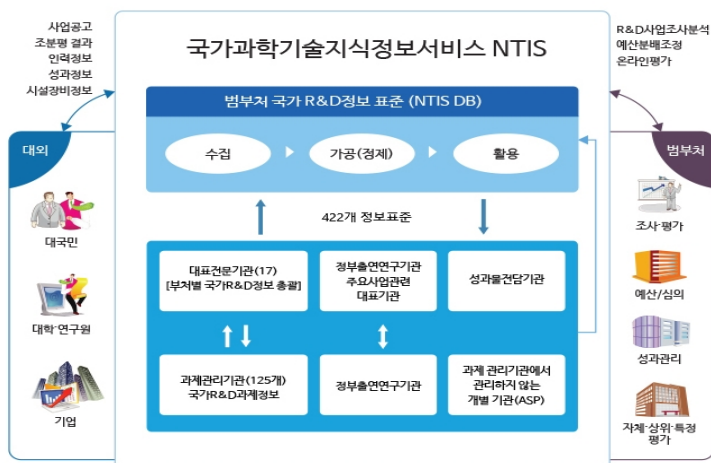 사업공고
조분평 결과
인력정보
성과정보
시설장비정보
국가과학기술지식정보서비스 NTIS
R&D사업조사분석
예산분배조정
온라인평가
범부처 국가 R&D정보 표준 (NTIS DB)
수집
가공(정제)
활용
422개 정보표준
대외
대국민
대학·연구원
기업
대표전문기관(17)
[부처별 국가R&D정보 총괄]
정부출연연구기관
주요사업관련
대표기관
성과물전담기관
과제관리기관(125개)
국가R&D과제정보
정부출연연구기관
과제 관리기관에서
관리하지 않는
개별 기관(ASP)
범부처
조사·평가
예산/심의
성과관리
자체·상위·특정
평가